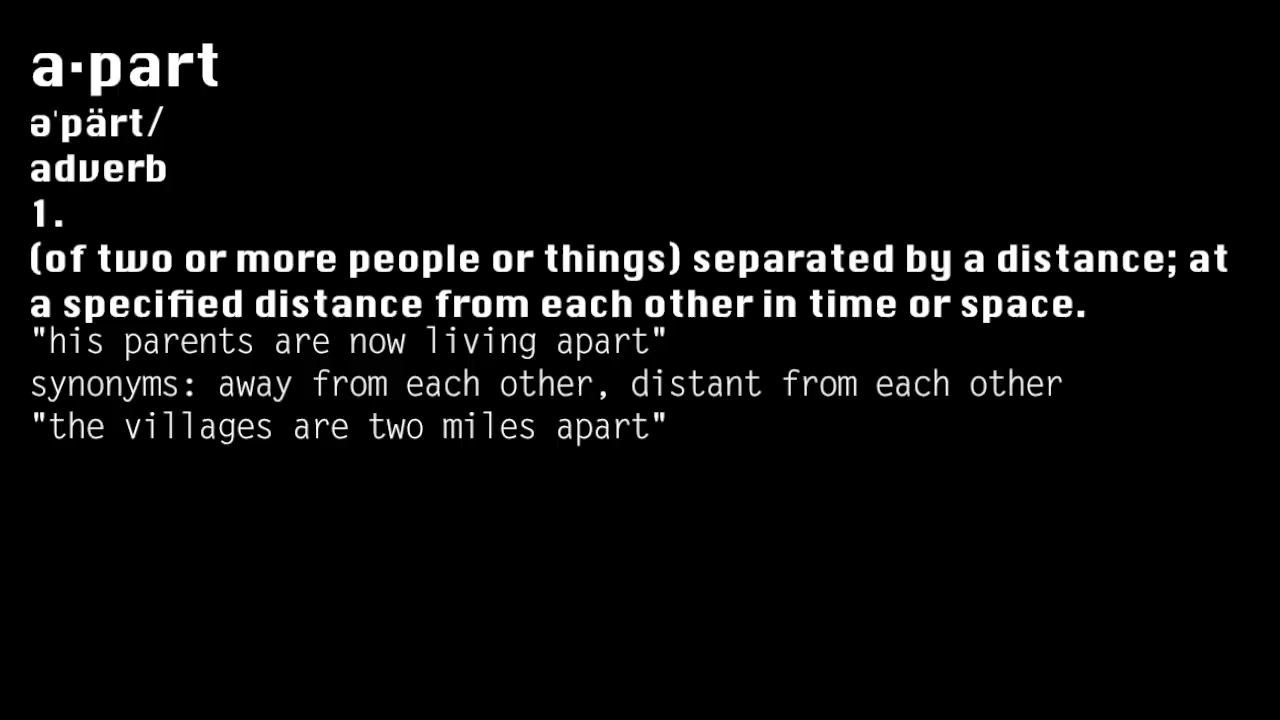 a·part
əˈpärt/
adverb
1.
(of two or more people or things) separated by a distance; at
a specified distance from each other in time or space.
"his parents are now living apart"
synonyms: away from each other, distant from each other
"the villages are two miles apart"